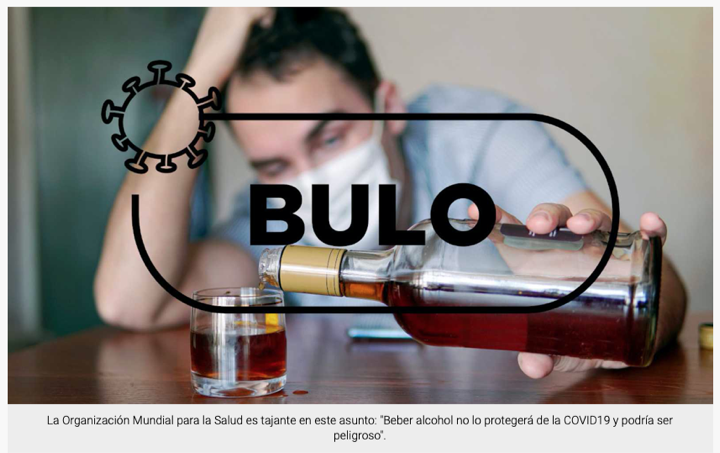 BULO
La Organización Mundial para la Salud es tajante en este asunto: "Beber alcohol no lo protegerá de la COVID19 y podría ser
peligroso".